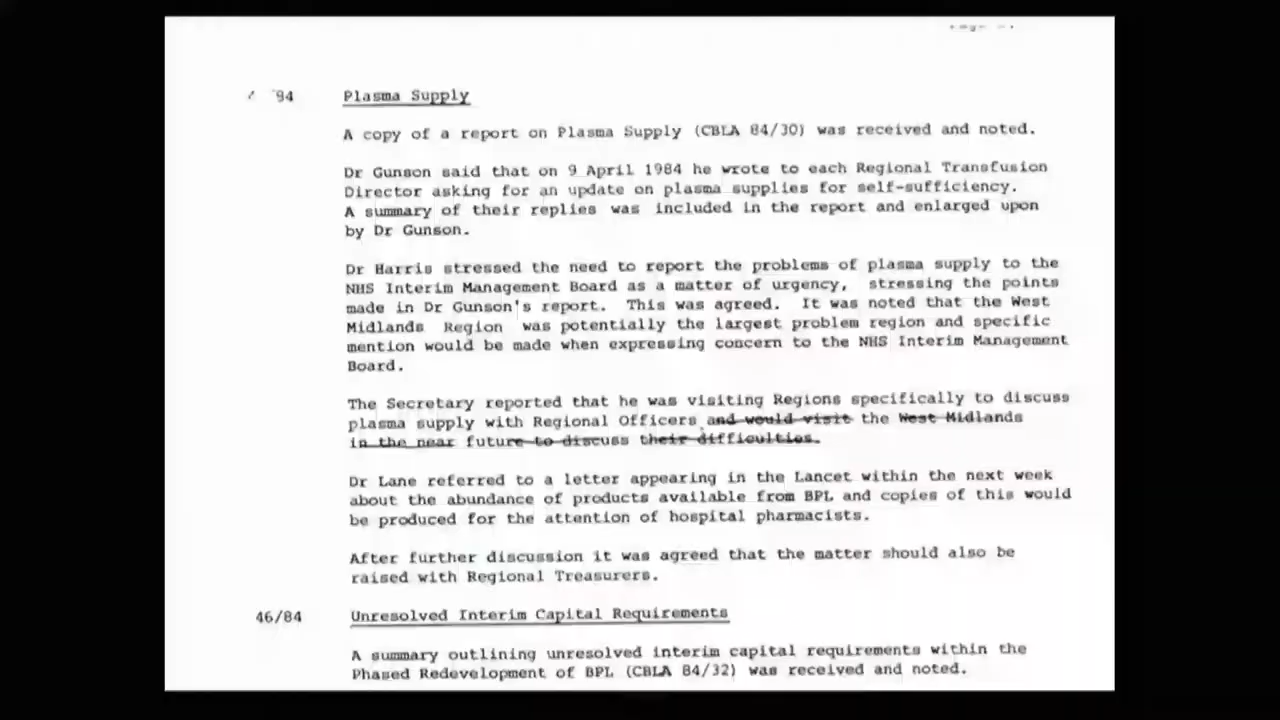 84 Plasma Supply
A copy of a report on Plasma Supply (CBLA 84/30) was received and noted.
Dr Gunson said that on 9 April 1984 he wrote to each Regional Transfusion
Director asking for an update on plasma supplies for self-sufficiency.
A summary of their replies was included in the report and enlarged upon
by Dr Gunson.
Dr Harris stressed the need to report the problems of plasma supply to the
NHS Interim Management Board as a matter of urgency, stressing the points
made in Dr Gunson's report. This was agreed. It was noted that the West
Midlands Region was potentially the largest problem region and specific
mention would be made when expressing concern to the NHS Interim Management
Board.
The Secretary reported that he was visiting Regions specifically to discuss
plasma supply with Regional Officers and would visit the West Midlands
in the near future to discuss their difficulties.
Dr Lane referred to a letter appearing in the Lancet within the next week
about the abundance of products available from BPL and copies of this would
be produced for the attention of hospital pharmacists.
After further discussion it was agreed that the matter should also be
raised with Regional Treasurers.
46/84 Unresolved Interim Capital Requirements
A summary outlining unresolved interim capital requirements within the
Phased Redevelopment of BPL (CBLA 84/32) was received and noted.